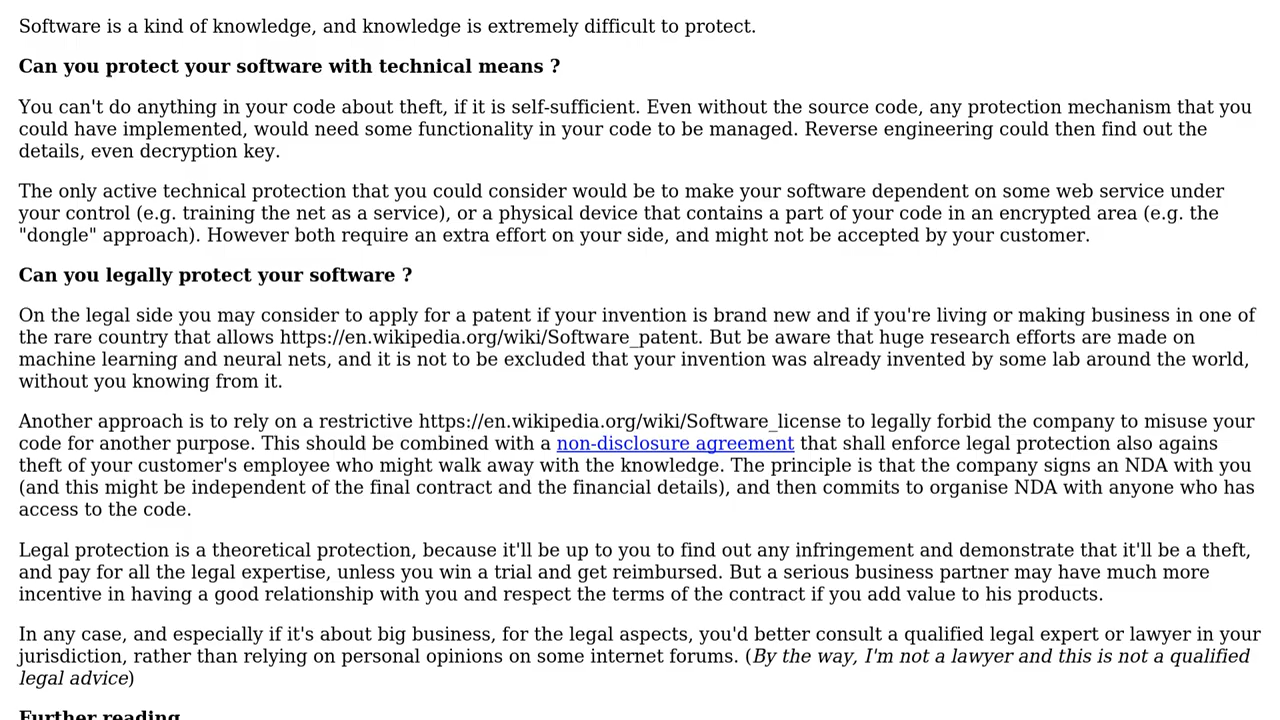 Software is a kind of knowledge, and knowledge is extremely difficult to protect.
Can you protect your software with technical means ?
You can't do anything in your code about theft, if it is self-sufficient. Even without the source code, any protection mechanism that you
could have implemented, would need some functionality in your code to be managed. Reverse engineering could then find out the
details, even decryption key.
The only active technical protection that you could consider would be to make your software dependent on some web service under
your control (e.g. training the net as a service), or a physical device that contains a part of your code in an encrypted area (e.g. the
"dongle" approach). However both require an extra effort on your side, and might not be accepted by your customer.
Can you legally protect your software ?
On the legal side you may consider to apply for a patent if your invention is brand new and if you're living or making business in one of
the rare country that allows https://en.wikipedia.org/wiki/Software_patent. But be aware that huge research efforts are made on
machine learning and neural nets, and it is not to be excluded that your invention was already invented by some lab around the world,
without you knowing from it.
Another approach is to rely on a restrictive https://en.wikipedia.org/wiki/Software_license to legally forbid the company to misuse your
code for another purpose. This should be combined with a non-disclosure agreement that shall enforce legal protection also agains
theft of your customer's employee who might walk away with the knowledge. The principle is that the company signs an NDA with you
(and this might be independent of the final contract and the financial details), and then commits to organise NDA with anyone who has
access to the code.
Legal protection is a theoretical protection, because it'll be up to you to find out any infringement and demonstrate that it'll be a theft,
and pay for all the legal expertise, unless you win a trial and get reimbursed. But a serious business partner may have much more
incentive in having a good relationship with you and respect the terms of the contract if you add value to his products.
In any case, and especially if it's about big business, for the legal aspects, you'd better consult a qualified legal expert or lawyer in your
jurisdiction, rather than relying on personal opinions on some internet forums. (By the way, I'm not a lawyer and this is not a qualified
legal advice)
Further reading